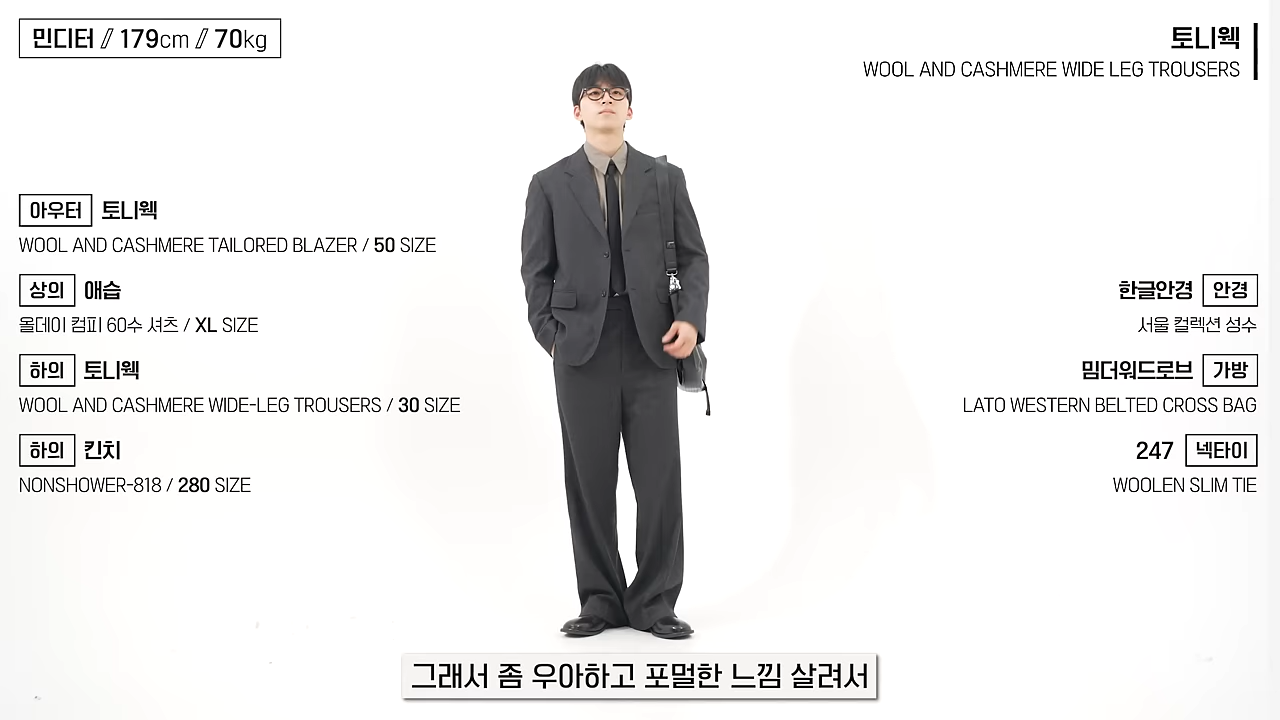 민디터 // 179cm // 70kg
토니웩
WOOL AND CASHMERE WIDE LEG TROUSERS
아우터 토니웩
WOOL AND CASHMERE TAILORED BLAZER / 50 SIZE
상의 애습
올데이 컴피 60수 셔츠 / XL SIZE
하의 토니웩
WOOL AND CASHMERE WIDE-LEG TROUSERS / 30 SIZE
하의 킨치
NONSHOWER-818 / 280 SIZE
한글안경 안경
서울 컬렉션 성수
밈더워드로브 가방
LATO WESTERN BELTED CROSS BAG
247 넥타이
WOOLEN SLIM TIE
그래서 좀 우아하고 포멀한 느낌 살려서